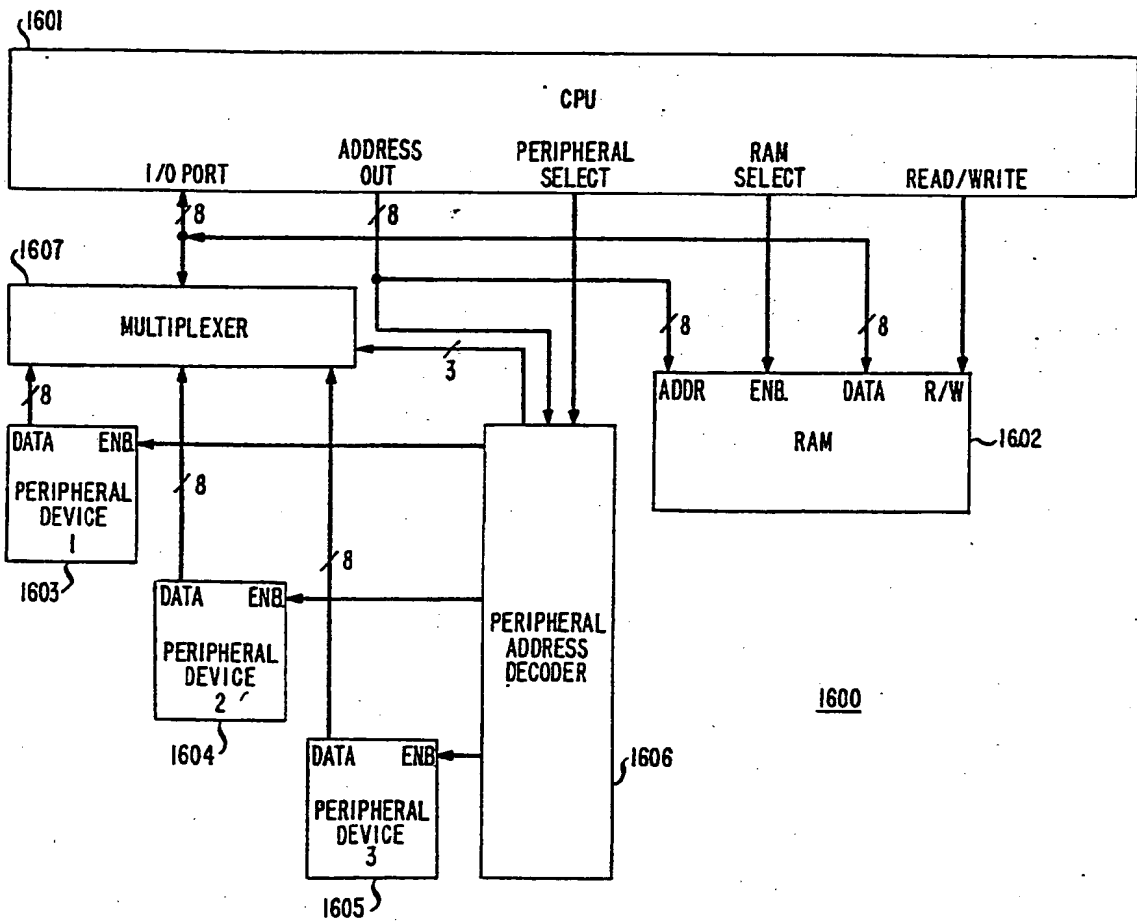 1601
CPU
I/O PORT
ADDRESS
OUT
PERIPHERAL
SELECT
RAM
SELECT
READ/WRITE
8
8
1607
MULTIPLEXER
3
8
8
ADDR
ENB.
DATA
R/W
RAM
1602
8
DATA
ENB.
PERIPHERAL
DEVICE
1
1603
8
DATA
ENB.
PERIPHERAL
DEVICE
2
1604
8
DATA
ENB
PERIPHERAL
DEVICE
3
1605
PERIPHERAL
ADDRESS
DECODER
1606
1600